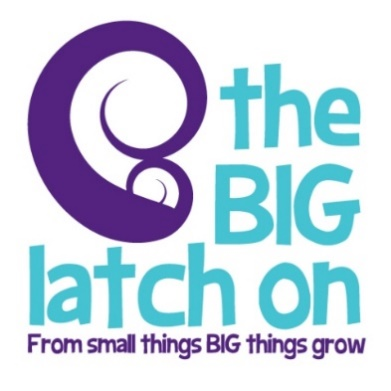 the
BIG
latch on
From small things BIG things grow